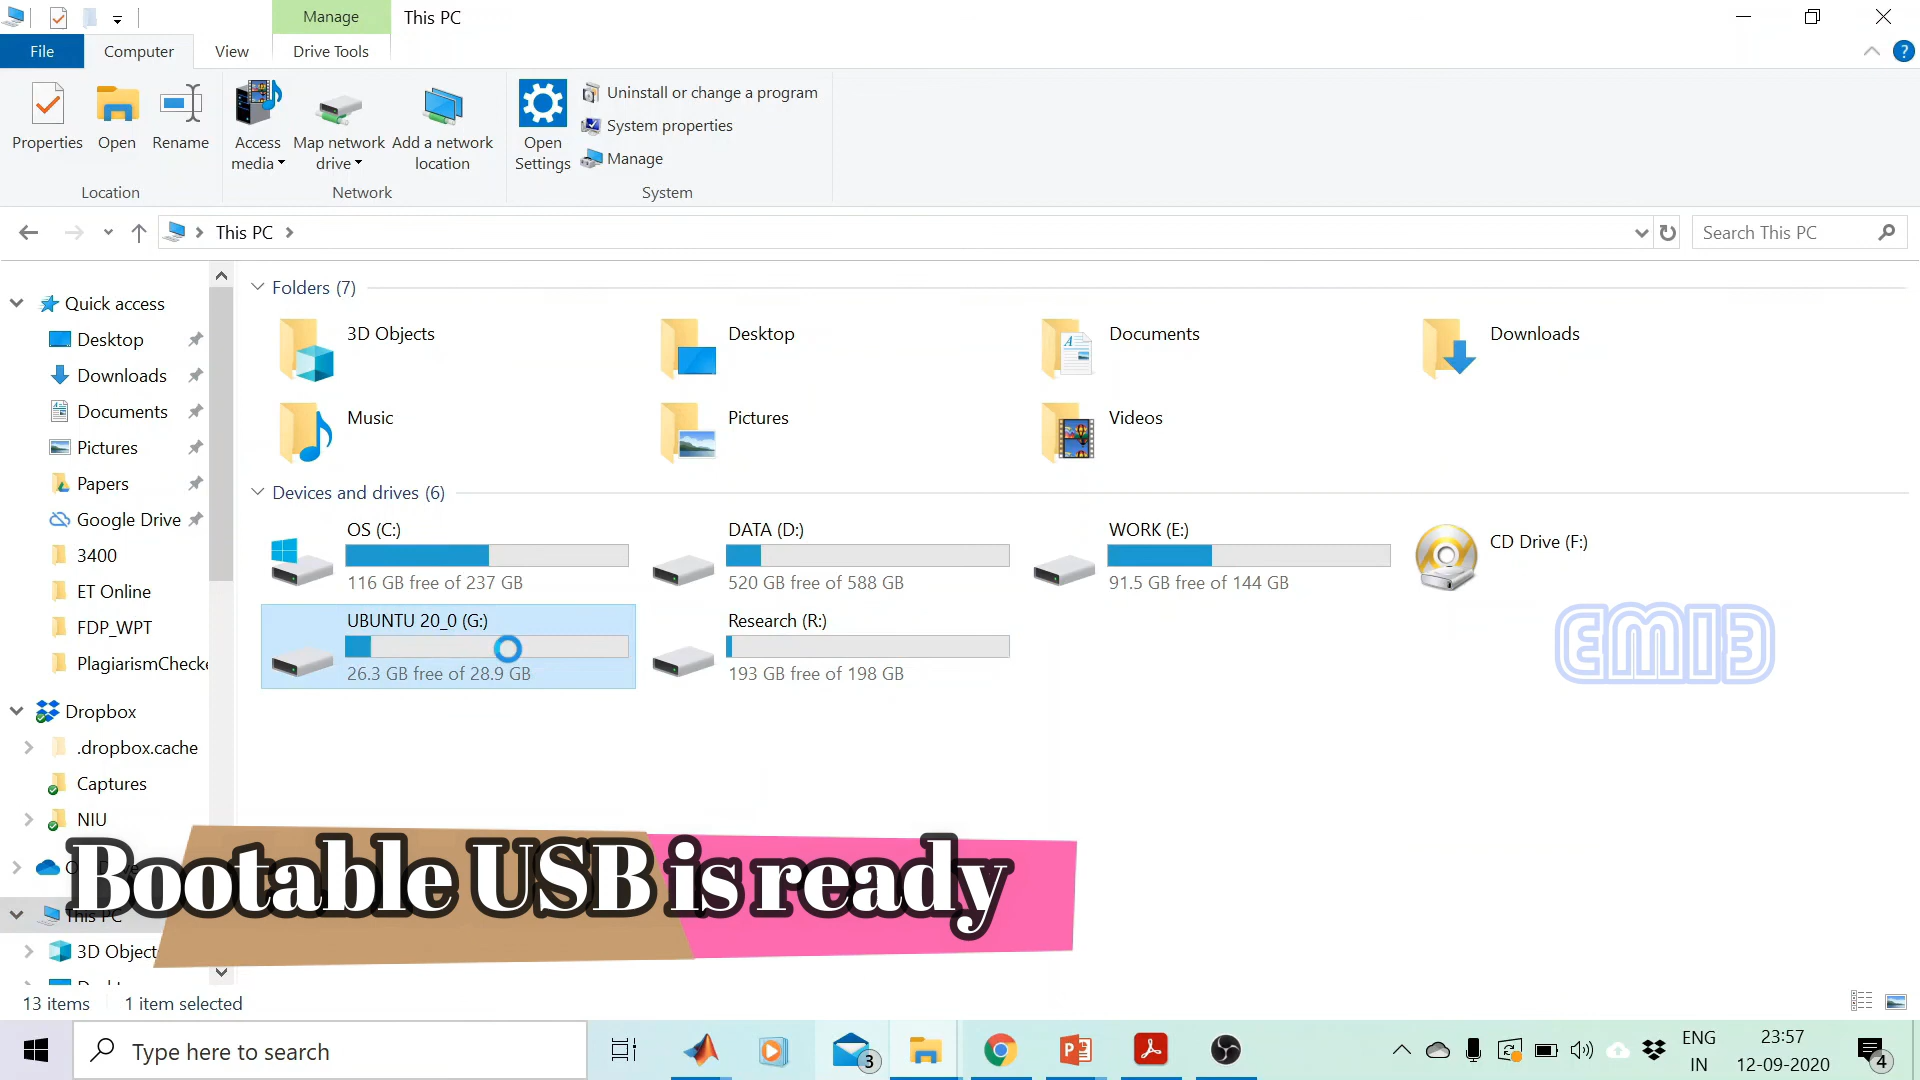 Manage
This PC
File
Computer
View
Drive Tools
Properties
Open
Rename
Access media
Map network drive
Add a network location
Open Settings
Uninstall or change a program
System properties
Manage
Location
Network
System
This PC
Search This PC
Quick access
Desktop
Downloads
Documents
Pictures
Papers
Google Drive
3400
ET Online
FDP_WPT
PlagiarismChecke
Dropbox
.dropbox.cache
Captures
NIU
This PC
3D Object
Folders (7)
3D Objects
Desktop
Documents
Downloads
Music
Pictures
Videos
Devices and drives (6)
OS (C:)
116 GB free of 237 GB
DATA (D:)
520 GB free of 588 GB
WORK (E:)
91.5 GB free of 144 GB
CD Drive (F:)
UBUNTU 20_0 (G:)
26.3 GB free of 28.9 GB
Research (R:)
193 GB free of 198 GB
EMI3
Bootable USB is ready
13 items
1 item selected
Type here to search
3
ENG
IN
23:57
12-09-2020
4